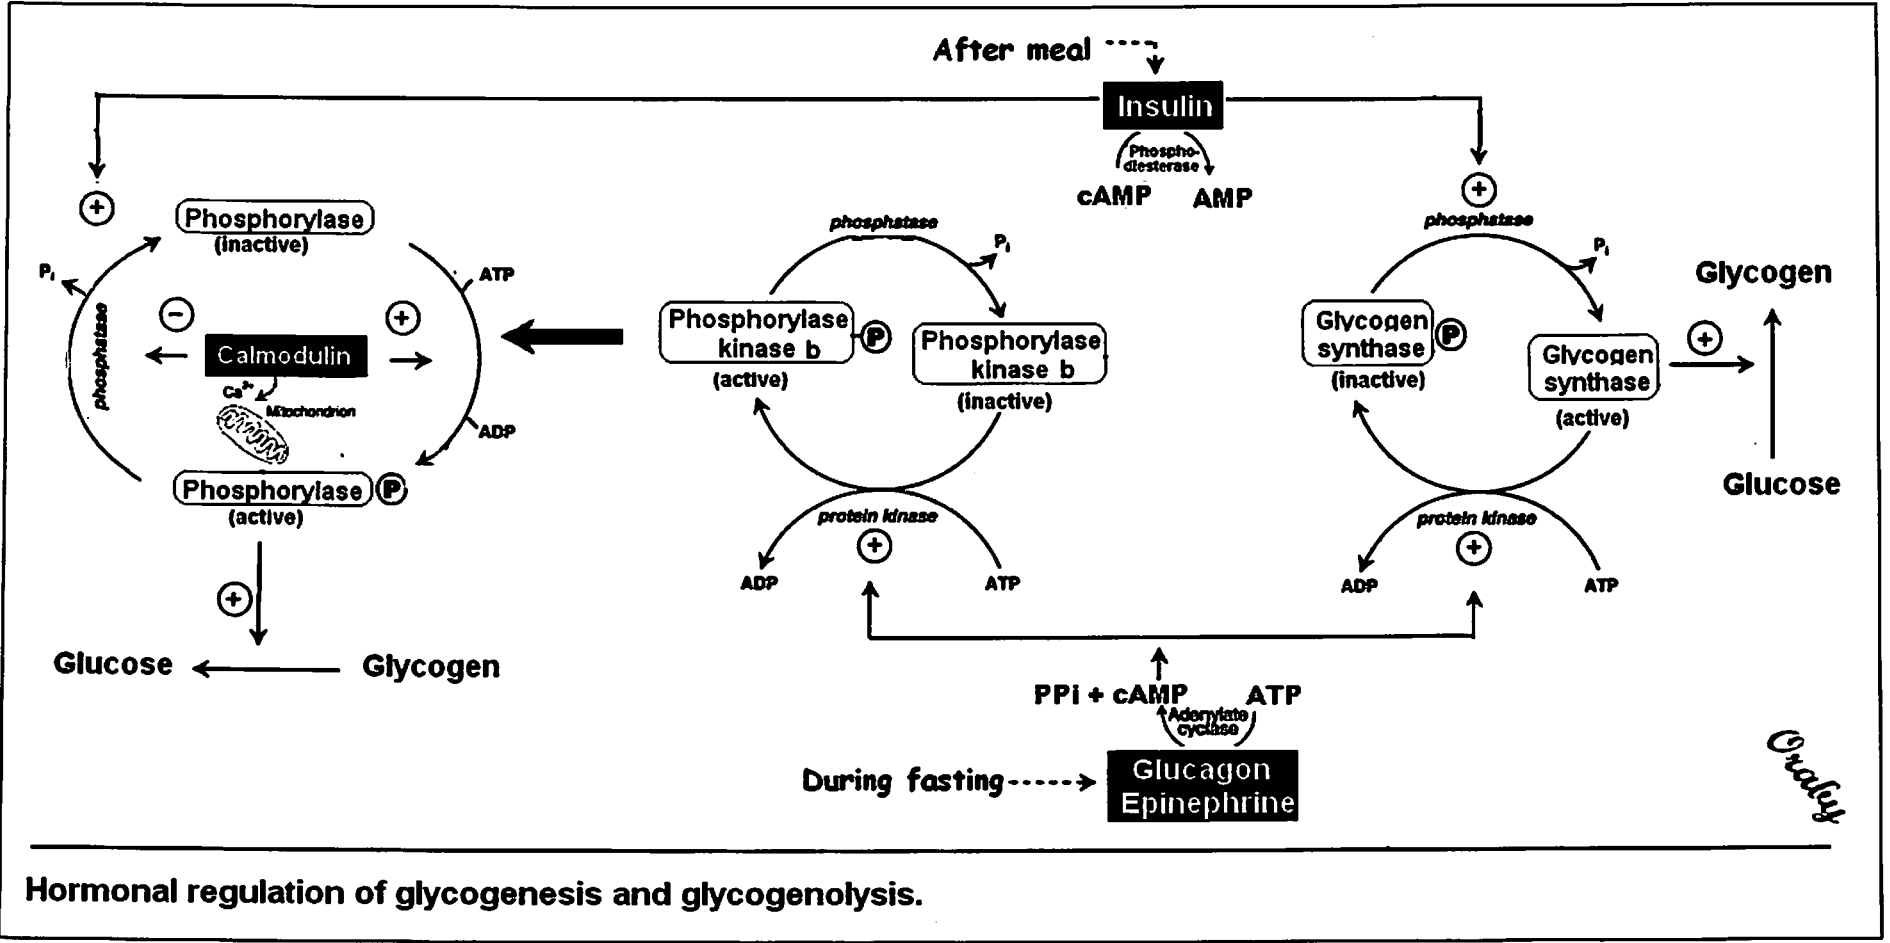 After meal
Insulin
Phospho-
diesterase
cAMP AMP
+
Phosphorylase
(inactive)
Pi
phosphatase
−
+
ATP
Calmodulin
Ca2+
Mitochondrion
ADP
Phosphorylase P
(active)
+
Glucose
Glycogen
phosphatase
Pi
Phosphorylase
kinase b
P
(active)
Phosphorylase
kinase b
(inactive)
protein kinase
+
ADP
ATP
+
phosphatase
Pi
Glycogen
synthase
P
(inactive)
Glycogen
synthase
(active)
+
Glycogen
Glucose
protein kinase
+
ADP
ATP
PPi + cAMP ATP
Adenylate
cyclase
During fasting
Glucagon
Epinephrine
Oraby
Hormonal regulation of glycogenesis and glycogenolysis.